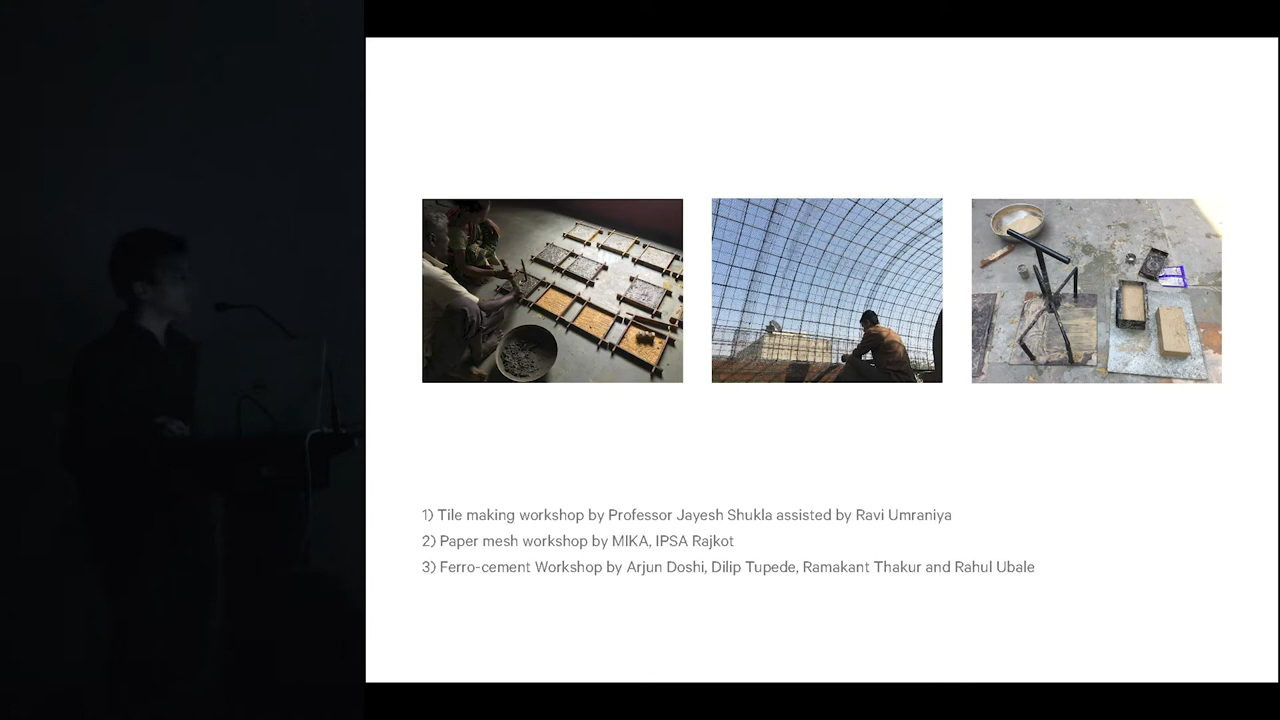 1) Tile making workshop by Professor Jayesh Shukla assisted by Ravi Umraniya
2) Paper mesh workshop by MIKA, IPSA Rajkot
3) Ferro-cement Workshop by Arjun Doshi, Dilip Tupede, Ramakant Thakur and Rahul Ubale